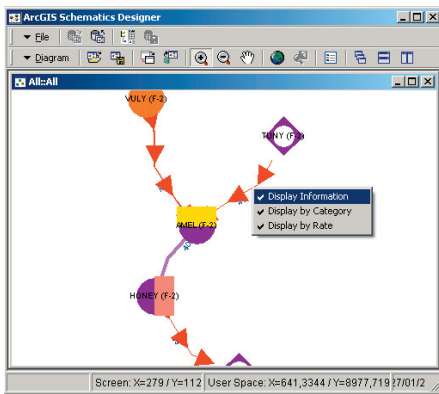 ArcGIS Schematics Designer
File
Diagram
All::All
VULY (F-2)
TUNY (F-2)
Display Information
Display by Category
Display by Rate
AMEL (F-2)
HONEY (F-2)
Screen: X=279 / Y=112
User Space: X=641,3344 / Y=8977,719
27/01/2